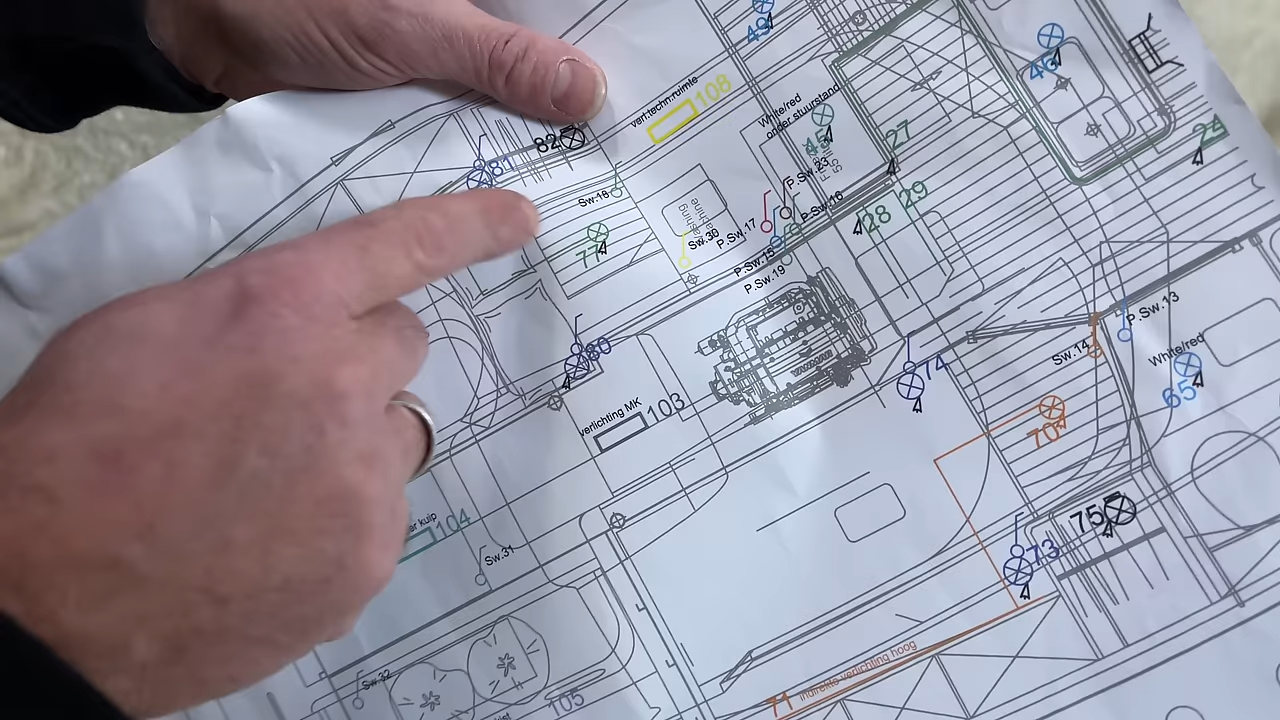 49
46
verl.techn.ruimte
108
White/red
onder stuurstand
45
24
27
82
81
Sw.18
P.Sw.23
P.Sw.16
P.Sw.17
29
28
77
Sw.30
P.Sw.15
P.Sw.19
P.Sw.13
80
Sw.14
White/red
74
65
verlichting MK
103
70
104
75
Sw.31
73
Sw.32
71 indirekte verlichting hoog
105